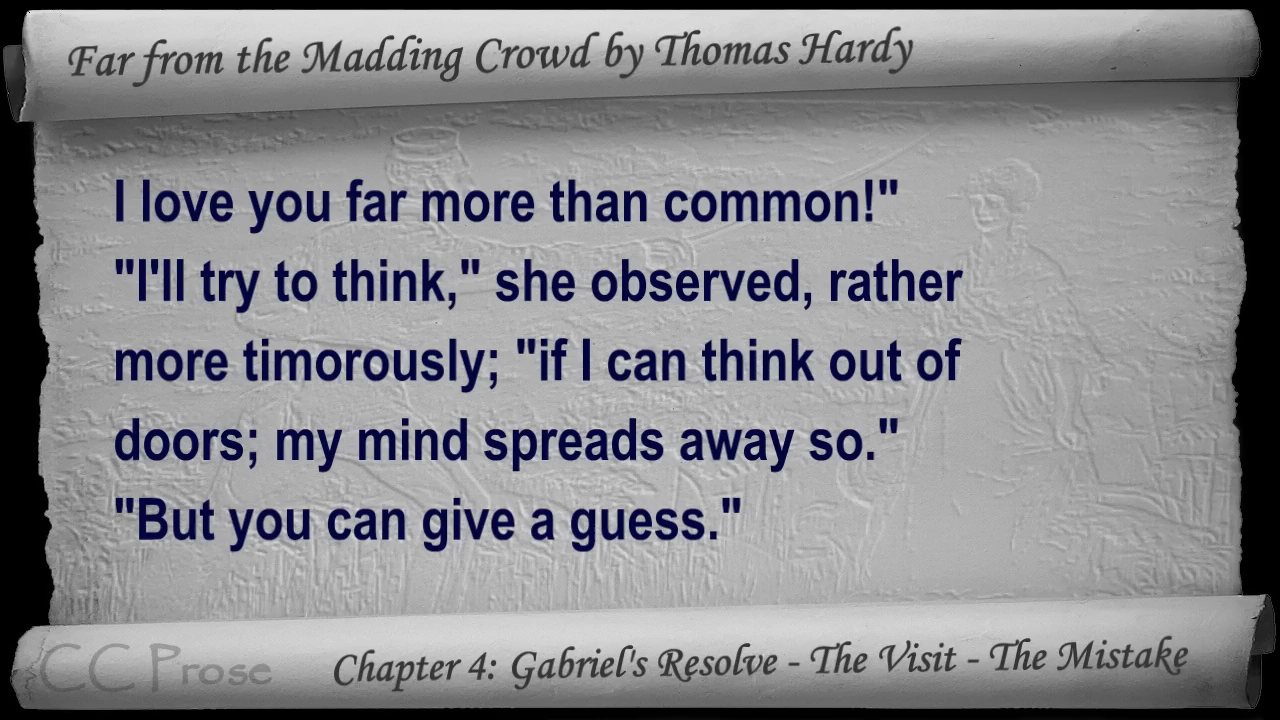 Far from the Madding Crowd by Thomas Hardy
I love you far more than common!"
"I'll try to think," she observed, rather
more timorously; "if I can think out of
doors; my mind spreads away so."
"But you can give a guess."
CC Prose
Chapter 4: Gabriel's Resolve - The Visit - The Mistake